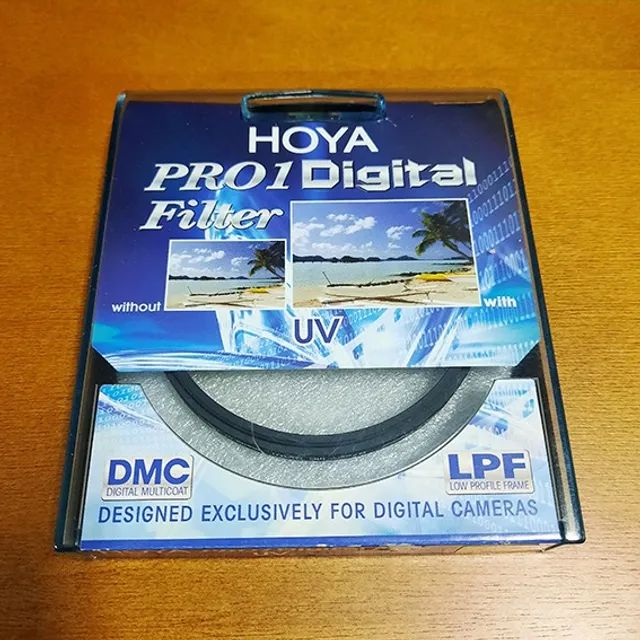 HOYA
PRO1 Digital
Filter
without
with
UV
DMC
DIGITAL MULTICOAT
LPF
LOW PROFILE FRAME
DESIGNED EXCLUSIVELY FOR DIGITAL CAMERAS